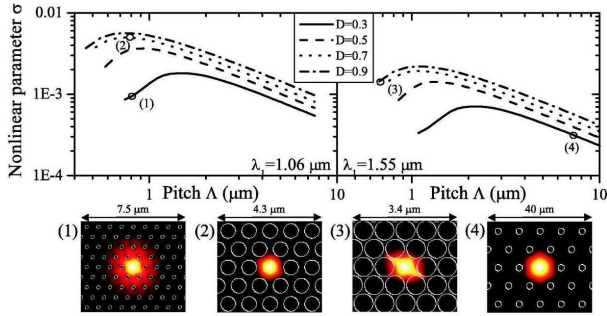 0.01
1E-3
1E-4
Nonlinear parameter σ
(2)
(1)
D=0.3
D=0.5
D=0.7
D=0.9
(3)
(4)
λ₁=1.06 μm
λ₁=1.55 μm
1
10
1
10
Pitch Λ (μm)
Pitch Λ (μm)
7.5 μm
4.3 μm
3.4 μm
40 μm
(1)
(2)
(3)
(4)